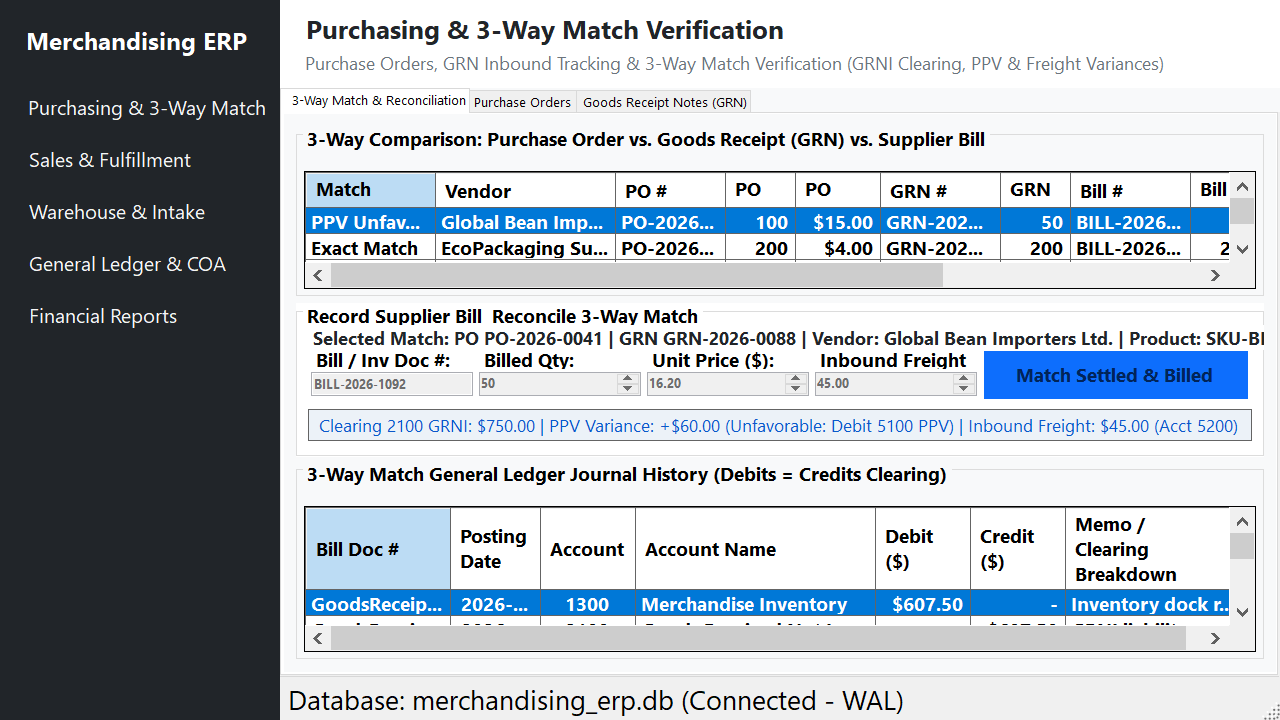 Merchandising ERP
Purchasing & 3-Way Match
Sales & Fulfillment
Warehouse & Intake
General Ledger & COA
Financial Reports
Purchasing & 3-Way Match Verification
Purchase Orders, GRN Inbound Tracking & 3-Way Match Verification (GRNI Clearing, PPV & Freight Variances)
3-Way Match & Reconciliation Purchase Orders Goods Receipt Notes (GRN)
3-Way Comparison: Purchase Order vs. Goods Receipt (GRN) vs. Supplier Bill
Match Vendor PO # PO PO GRN # GRN Bill # Bill
PPV Unfav... Global Bean Imp... PO-2026... 100 $15.00 GRN-202... 50 BILL-2026...
Exact Match EcoPackaging Su... PO-2026... 200 $4.00 GRN-202... 200 BILL-2026... 2
Record Supplier Bill Reconcile 3-Way Match
Selected Match: PO PO-2026-0041 | GRN GRN-2026-0088 | Vendor: Global Bean Importers Ltd. | Product: SKU-BI
Bill / Inv Doc #: Billed Qty: Unit Price ($): Inbound Freight
BILL-2026-1092 50 16.20 45.00 Match Settled & Billed
Clearing 2100 GRNI: $750.00 | PPV Variance: +$60.00 (Unfavorable: Debit 5100 PPV) | Inbound Freight: $45.00 (Acct 5200)
3-Way Match General Ledger Journal History (Debits = Credits Clearing)
Bill Doc # Posting Date Account Account Name Debit ($) Credit ($) Memo / Clearing Breakdown
GoodsReceip... 2026-... 1300 Merchandise Inventory $607.50 - Inventory dock r...
Database: merchandising_erp.db (Connected - WAL)